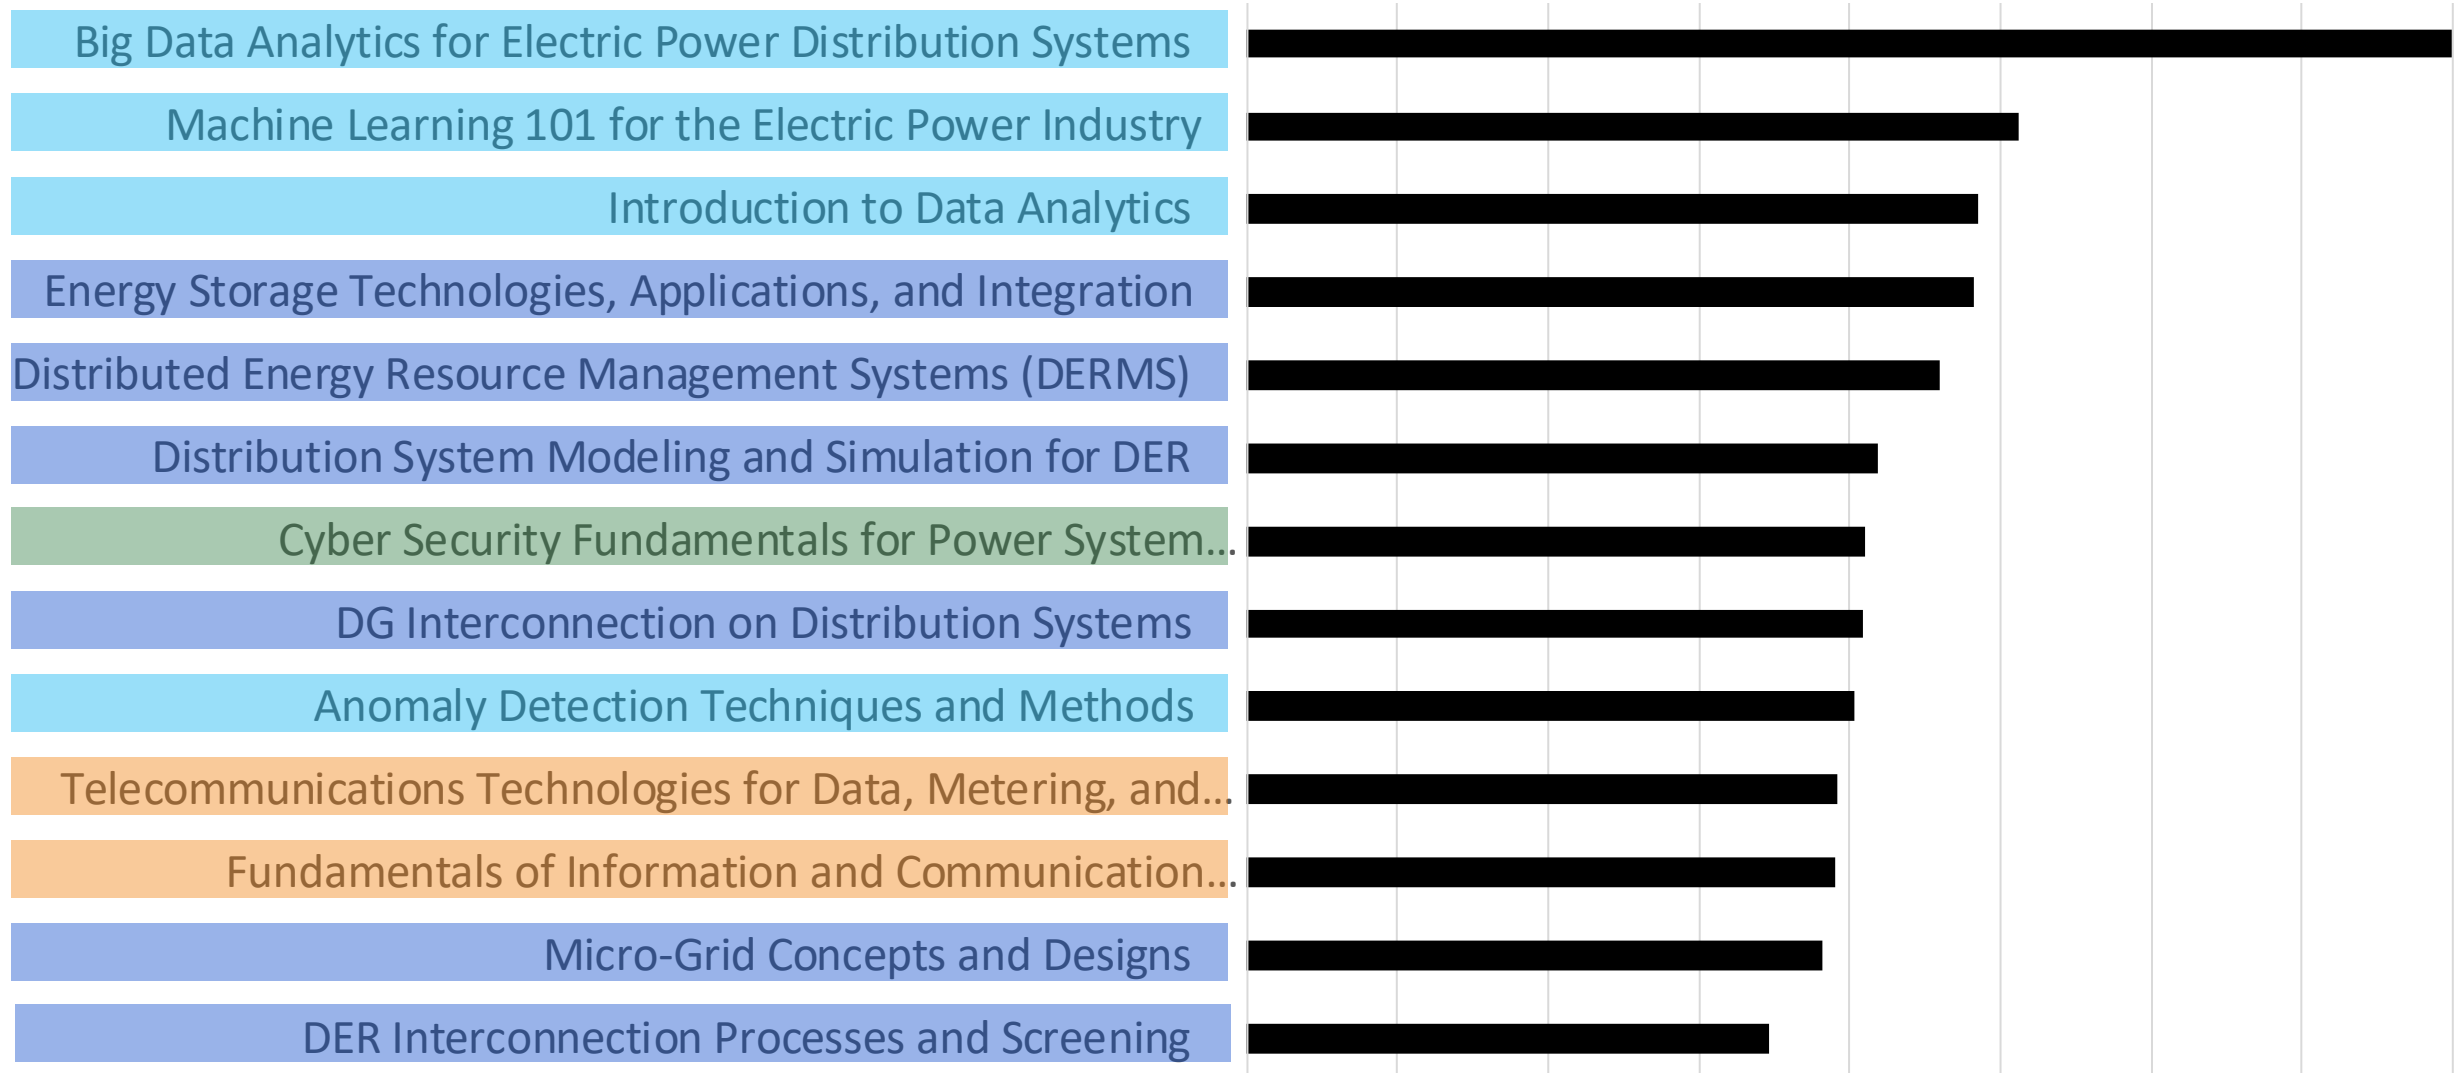 Big Data Analytics for Electric Power Distribution Systems
Machine Learning 101 for the Electric Power Industry
Introduction to Data Analytics
Energy Storage Technologies, Applications, and Integration
Distributed Energy Resource Management Systems (DERMS)
Distribution System Modeling and Simulation for DER
Cyber Security Fundamentals for Power System...
DG Interconnection on Distribution Systems
Anomaly Detection Techniques and Methods
Telecommunications Technologies for Data, Metering, and...
Fundamentals of Information and Communication...
Micro-Grid Concepts and Designs
DER Interconnection Processes and Screening